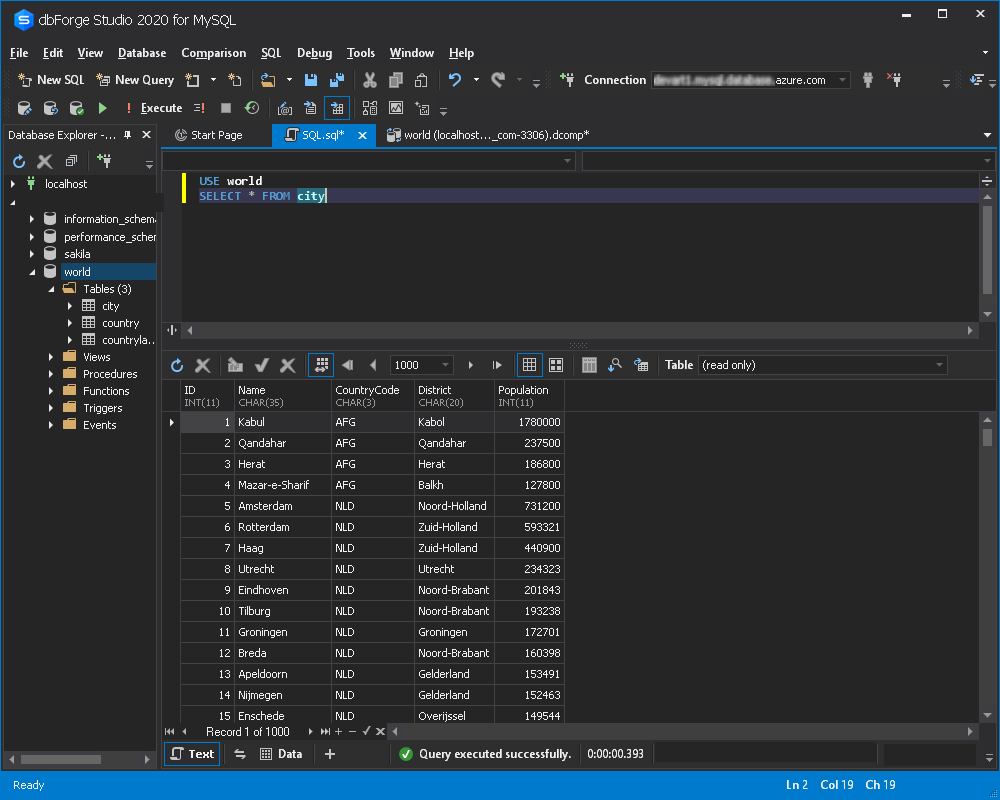 dbForge Studio 2020 for MySQL
File Edit View Database Comparison SQL Debug Tools Window Help
New SQL New Query Connection .azure.com
Execute
Database Explorer -... Start Page SQL.sql* world (localhost..._com-3306).dcomp*
localhost
information_schema
performance_schem
sakila
world
Tables (3)
city
country
countryla..
Views
Procedures
Functions
Triggers
Events
USE world
SELECT * FROM city
1000 Table (read only)
ID Name CountryCode District Population
INT(11) CHAR(35) CHAR(3) CHAR(20) INT(11)
1 Kabul AFG Kabol 1780000
2 Qandahar AFG Qandahar 237500
3 Herat AFG Herat 186800
4 Mazar-e-Sharif AFG Balkh 127800
5 Amsterdam NLD Noord-Holland 731200
6 Rotterdam NLD Zuid-Holland 593321
7 Haag NLD Zuid-Holland 440900
8 Utrecht NLD Utrecht 234323
9 Eindhoven NLD Noord-Brabant 201843
10 Tilburg NLD Noord-Brabant 193238
11 Groningen NLD Groningen 172701
12 Breda NLD Noord-Brabant 160398
13 Apeldoorn NLD Gelderland 153491
14 Nijmegen NLD Gelderland 152463
15 Enschede NLD Overijssel 149544
Record 1 of 1000
Text Data Query executed successfully. 0:00:00.393
Ready Ln 2 Col 19 Ch 19